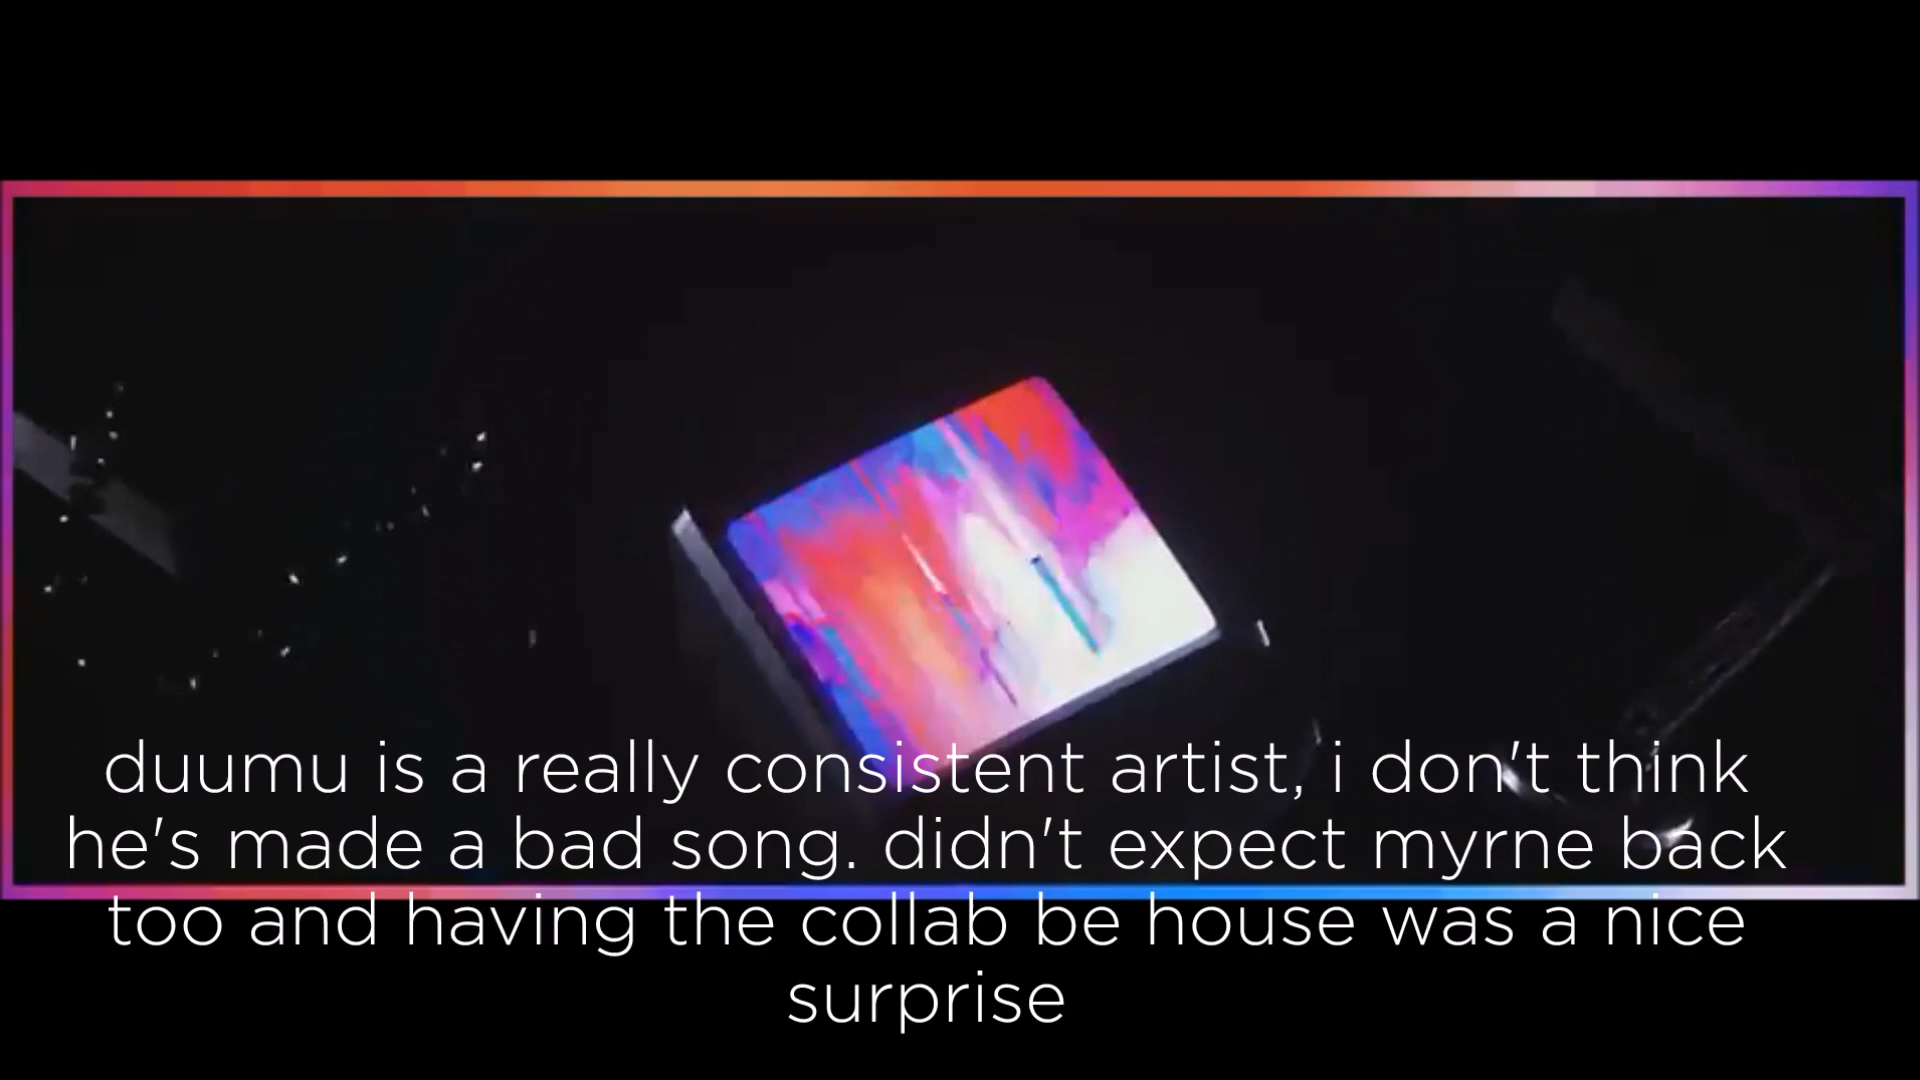 duumu is a really consistent artist, i don't think
he's made a bad song. didn't expect myrne back
too and having the collab be house was a nice
surprise